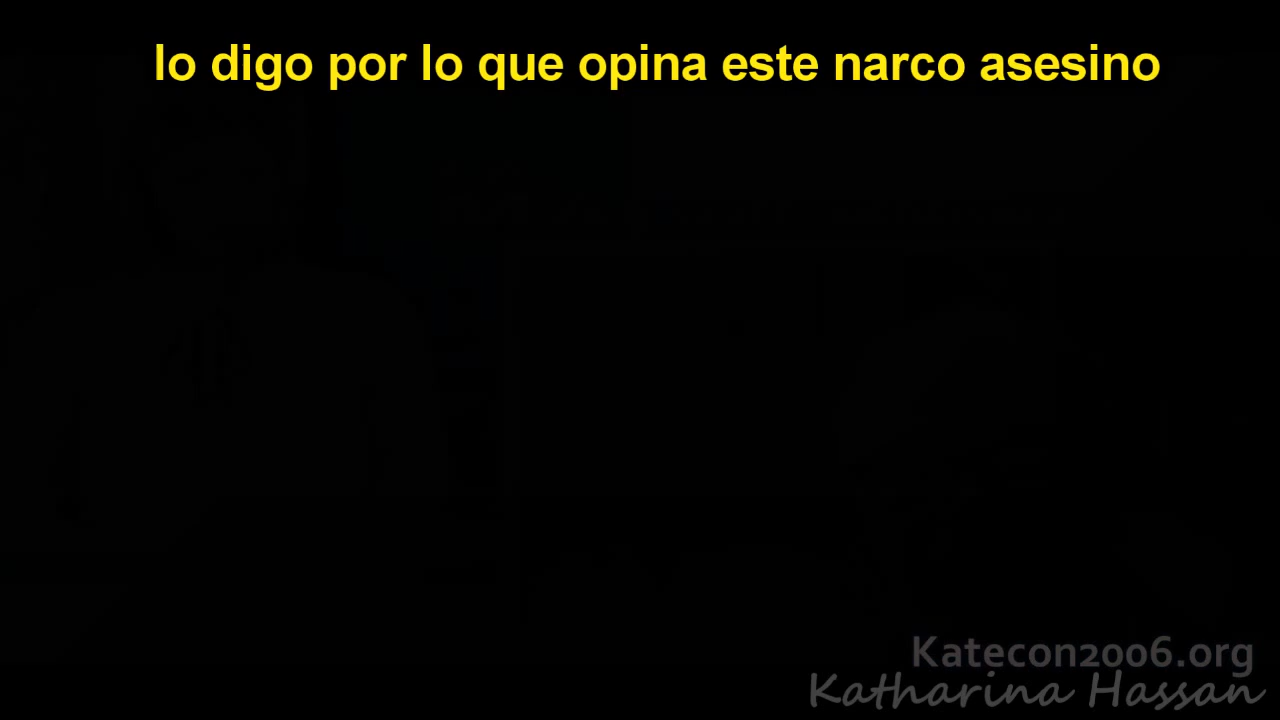 lo digo por lo que opina este narco asesino
Katecon2006.org
Katharina Hassan